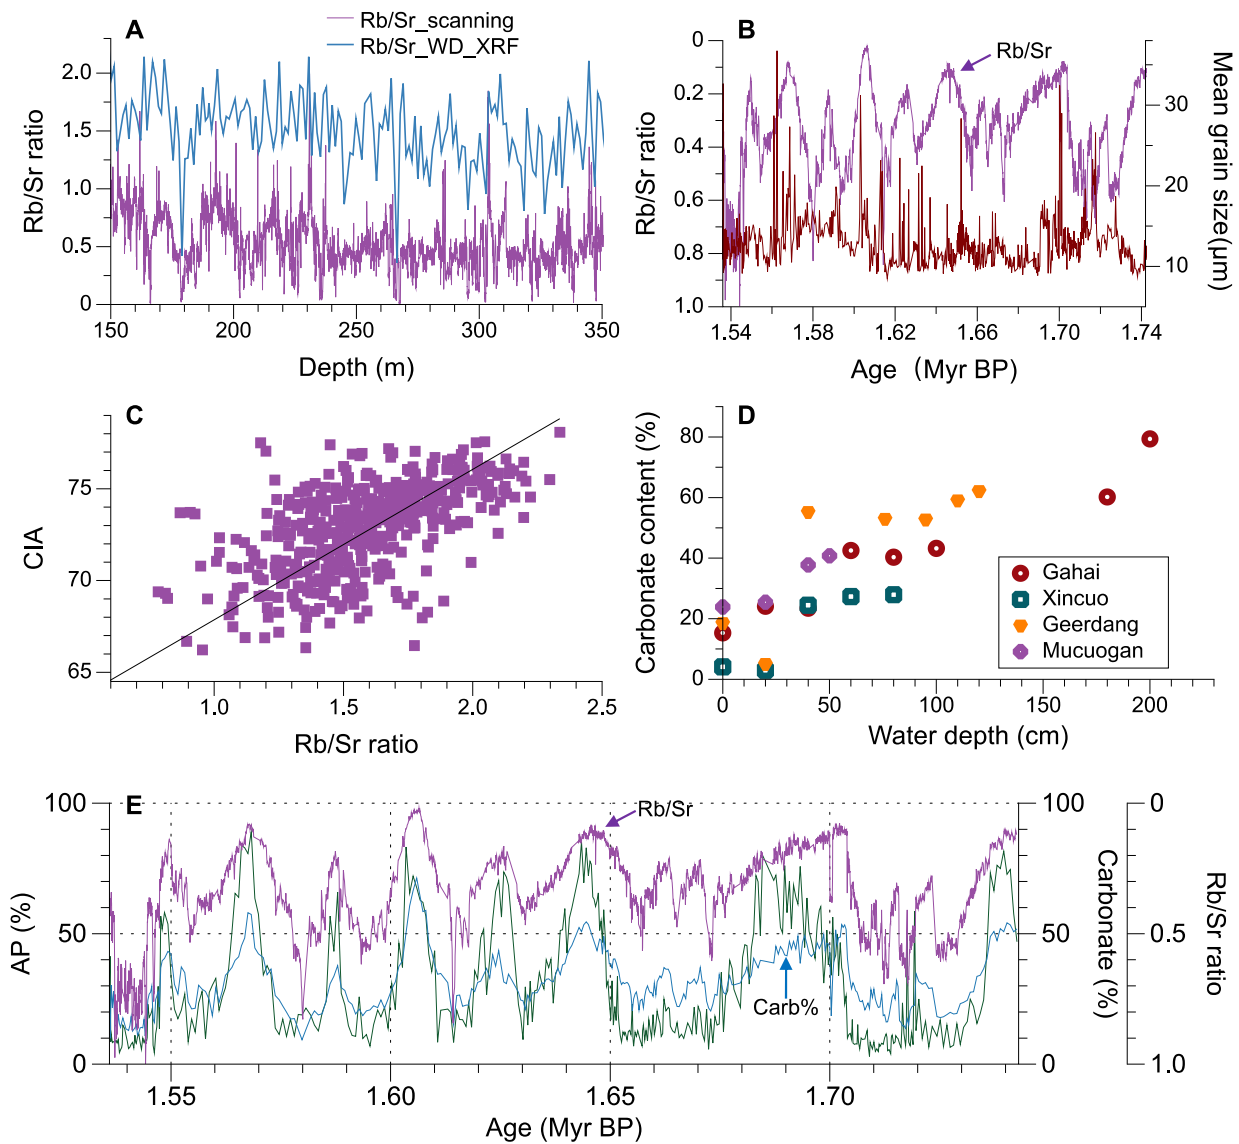 A
Rb/Sr_scanning
Rb/Sr_WD_XRF
Rb/Sr ratio
2.0
1.5
1.0
0.5
0
150
200
250
300
350
Depth (m)
B
Rb/Sr
Rb/Sr ratio
0
0.2
0.4
0.6
0.8
1.0
30
20
10
Mean grain size(μm)
1.54
1.58
1.62
1.66
1.70
1.74
Age (Myr BP)
C
CIA
75
70
65
1.0
1.5
2.0
2.5
Rb/Sr ratio
D
Carbonate content (%)
80
60
40
20
0
Gahai
Xincuo
Geerdang
Mucuogan
0
50
100
150
200
Water depth (cm)
E
Rb/Sr
Carb%
AP (%)
100
50
0
100
50
0
Carbonate (%)
0
0.5
1.0
Rb/Sr ratio
1.55
1.60
1.65
1.70
Age (Myr BP)